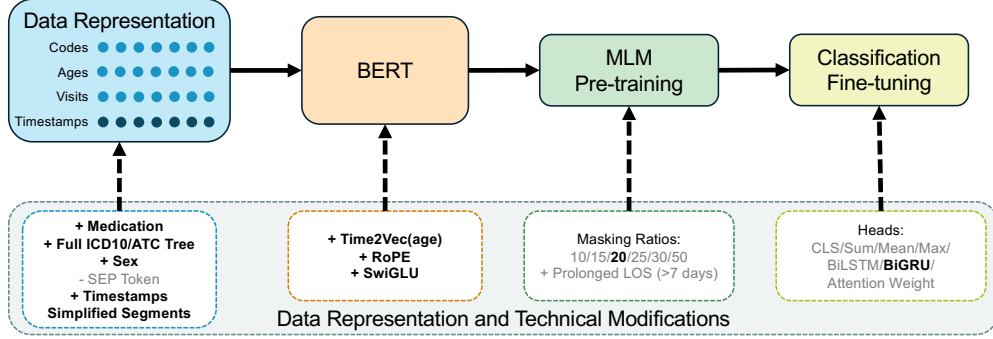 Data Representation
Codes
Ages
Visits
Timestamps
BERT
MLM
Pre-training
Classification
Fine-tuning
+ Medication
+ Full ICD10/ATC Tree
+ Sex
- SEP Token
+ Timestamps
Simplified Segments
+ Time2Vec(age)
+ RoPE
+ SwiGLU
Masking Ratios:
10/15/20/25/30/50
+ Prolonged LOS (>7 days)
Heads:
CLS/Sum/Mean/Max/
BiLSTM/BiGRU/
Attention Weight
Data Representation and Technical Modifications